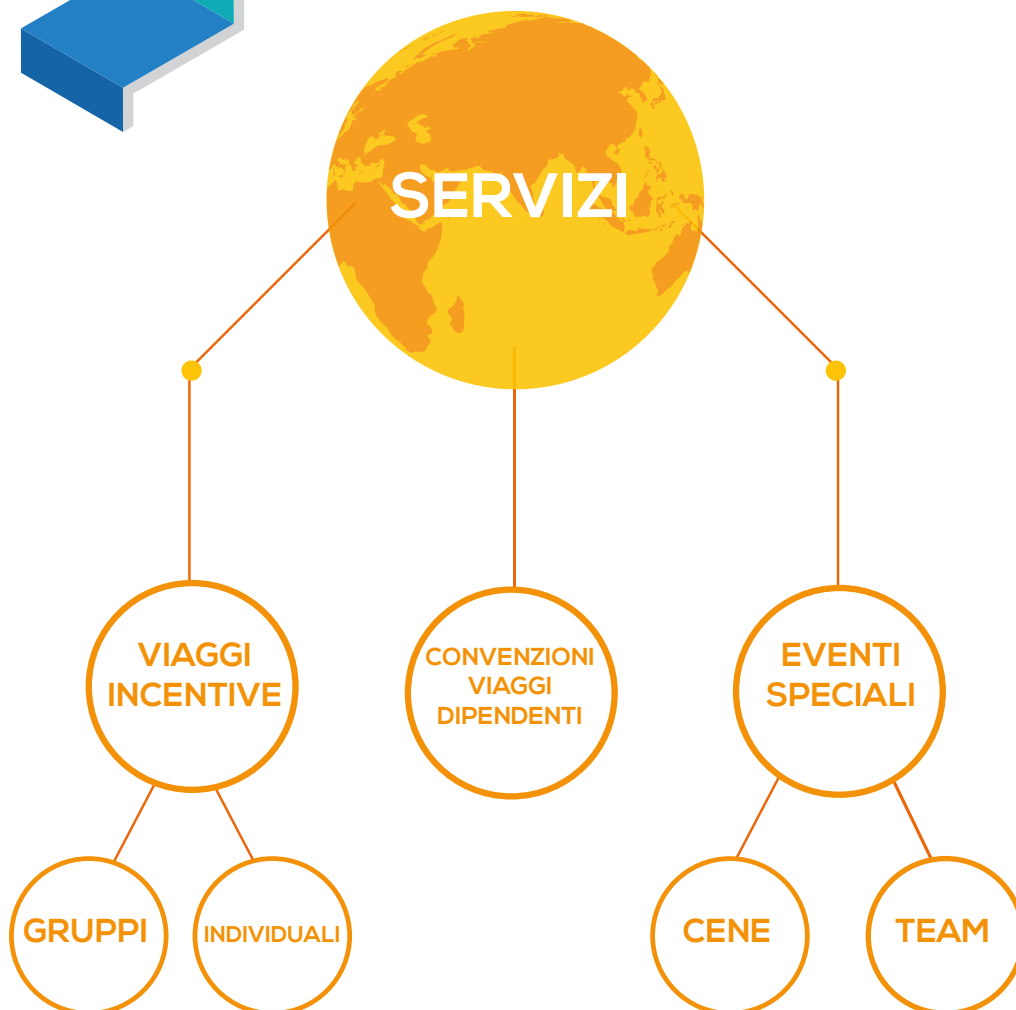 SERVIZI
VIAGGI
INCENTIVE
CONVENZIONI
VIAGGI
DIPENDENTI
EVENTI
SPECIALI
GRUPPI
INDIVIDUALI
CENE
TEAM